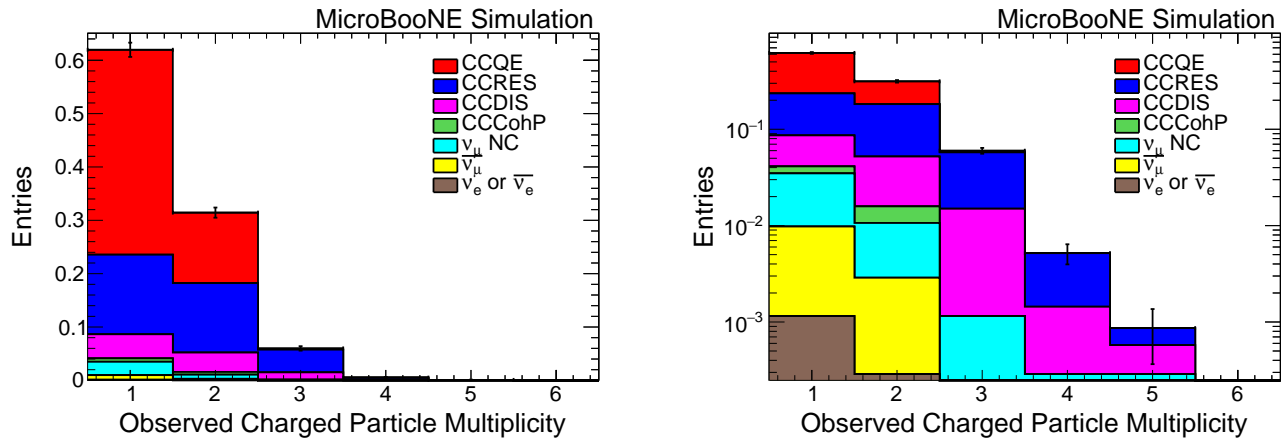 MicroBooNE Simulation
Entries
0.6
0.5
0.4
0.3
0.2
0.1
0
CCQE
CCRES
CCDIS
CCCohP
ν_μ NC
ν̅_μ
ν_e or ν̅_e
1 2 3 4 5 6
Observed Charged Particle Multiplicity
MicroBooNE Simulation
Entries
10⁻¹
10⁻²
10⁻³
CCQE
CCRES
CCDIS
CCCohP
ν_μ NC
ν̅_μ
ν_e or ν̅_e
1 2 3 4 5 6
Observed Charged Particle Multiplicity